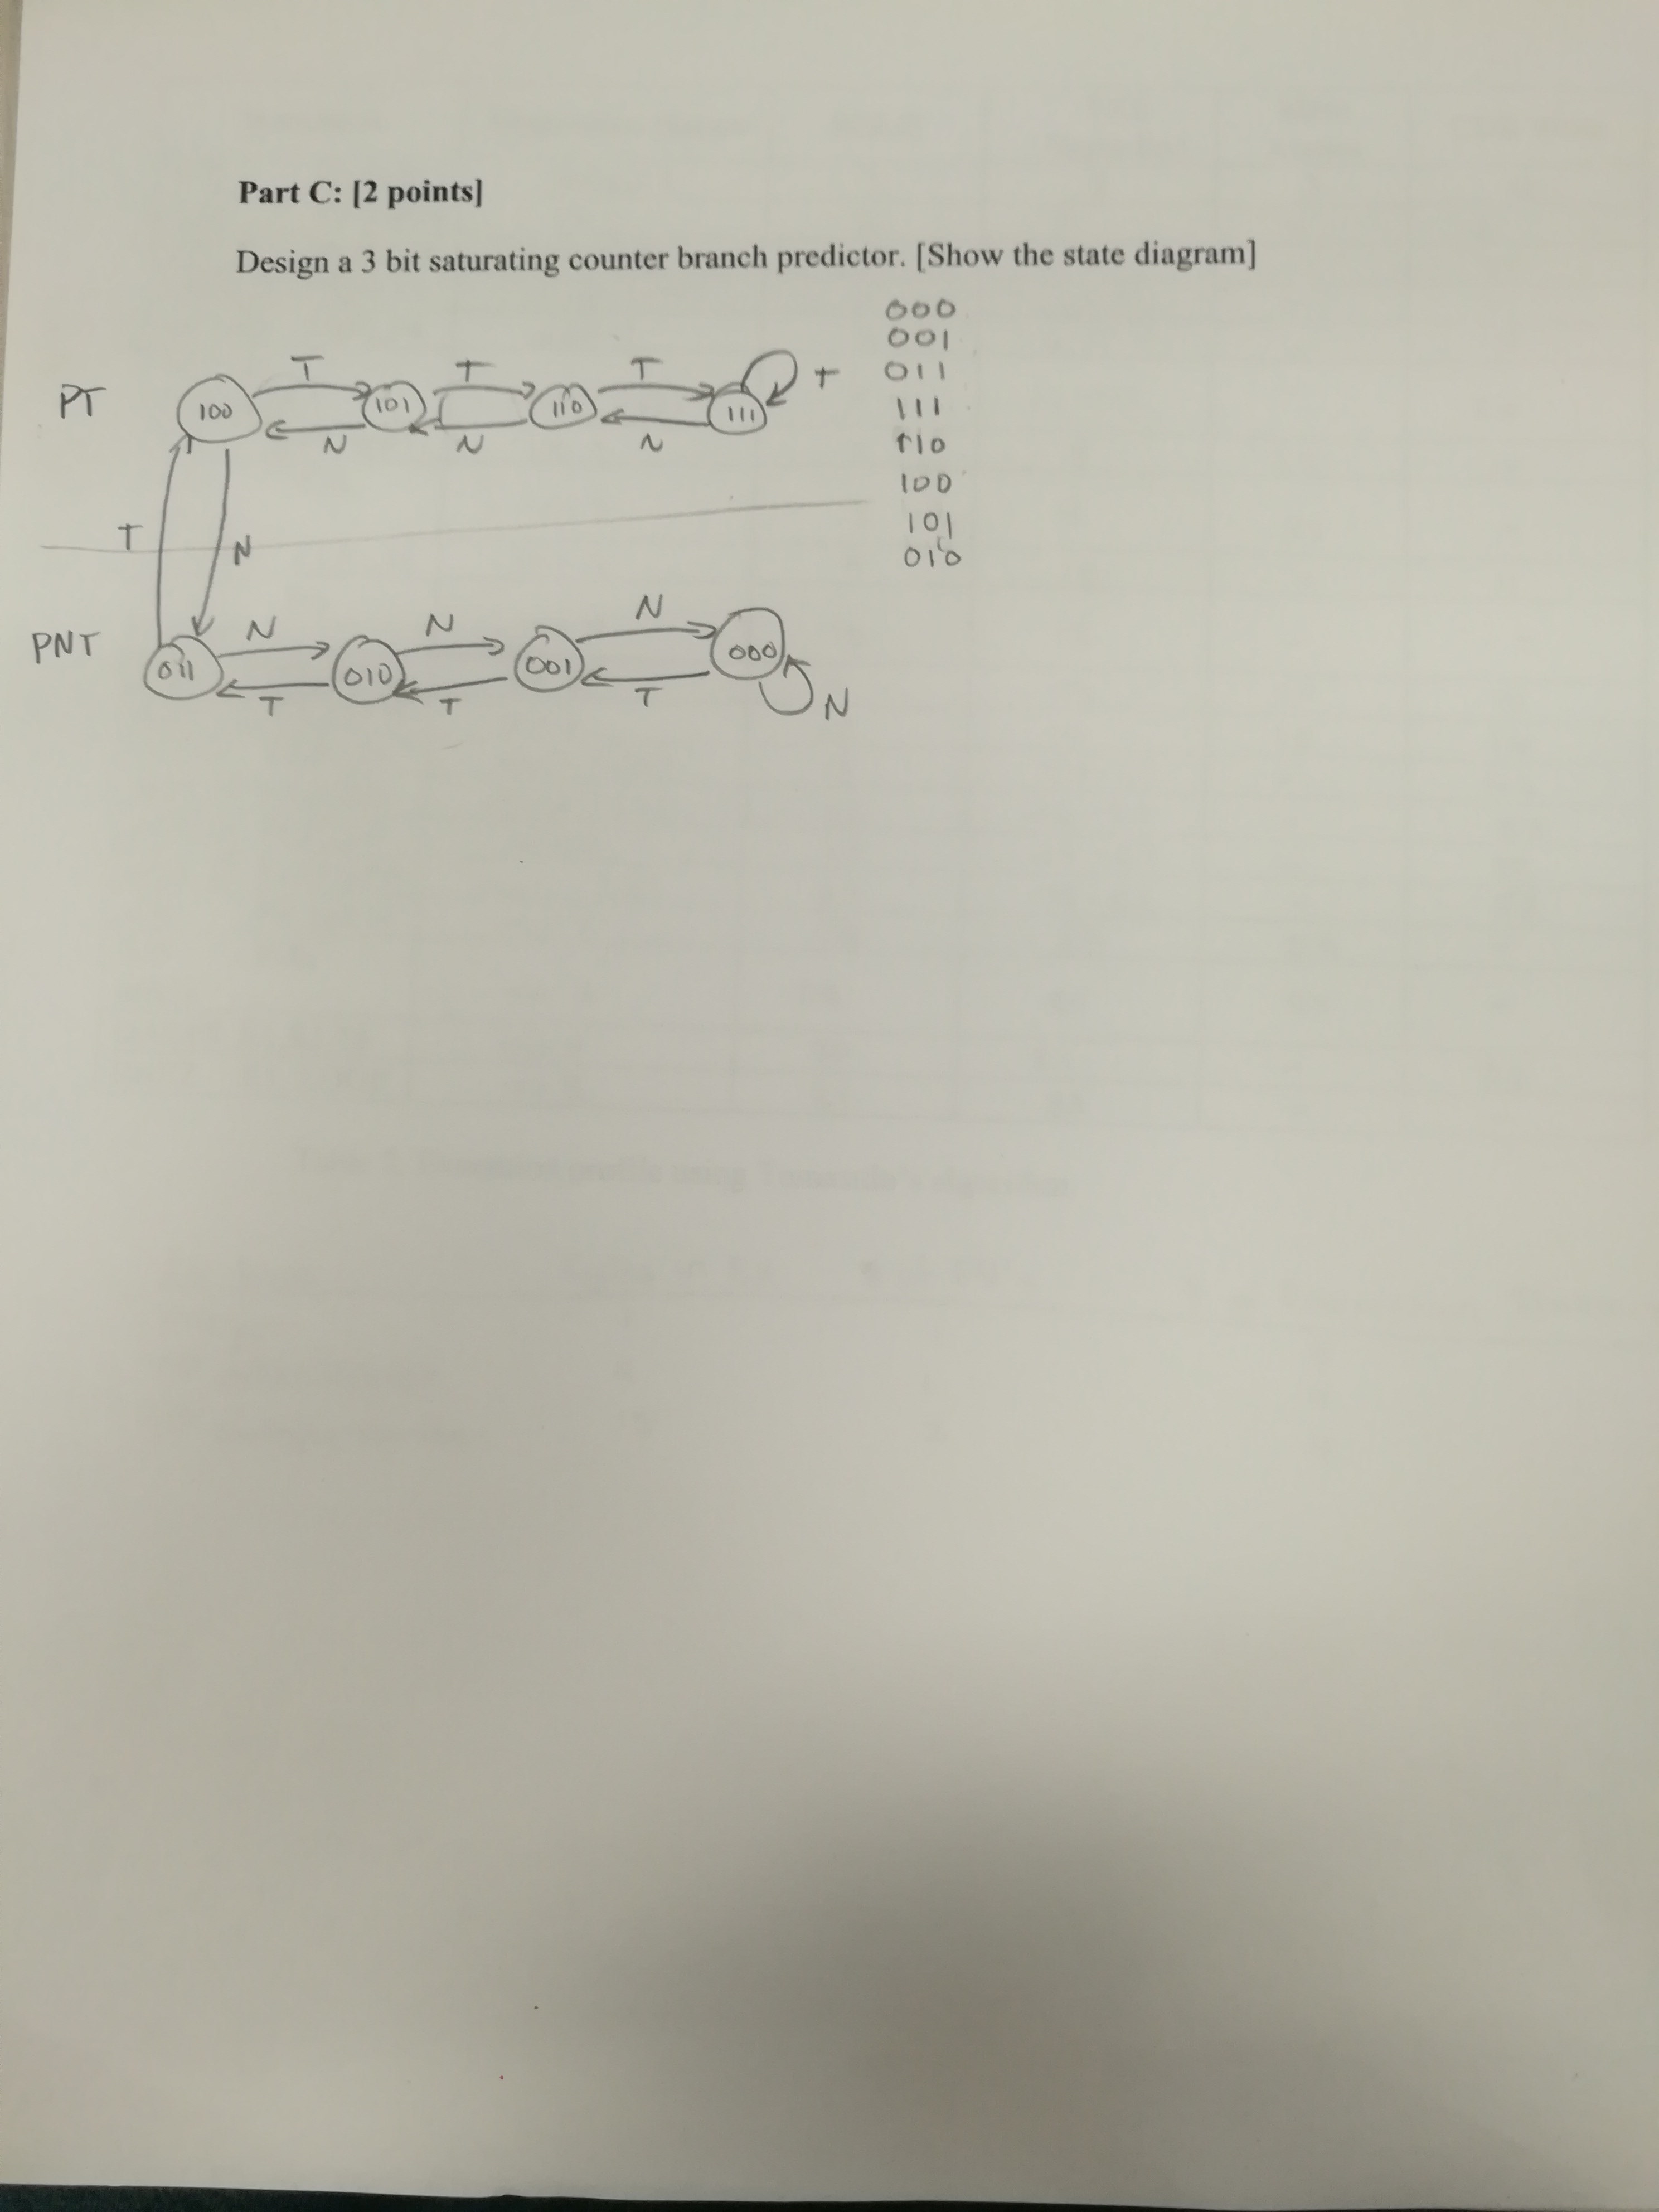 Part C: [2 points]
Design a 3 bit saturating counter branch predictor. [Show the state diagram]
000
001
011
111
110
100
101
010
T T T T
PT 100 101 110 111
N N N
T N
N N N
PNT 011 010 001 000
T T T N